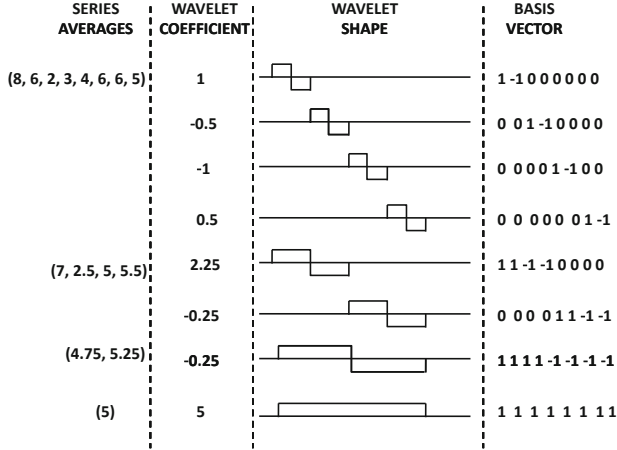 SERIES WAVELET WAVELET BASIS
AVERAGES COEFFICIENT SHAPE VECTOR
(8, 6, 2, 3, 4, 6, 6, 5) 1 1 -1 0 0 0 0 0 0
-0.5 0 0 1 -1 0 0 0 0
-1 0 0 0 0 1 -1 0 0
0.5 0 0 0 0 0 0 1 -1
(7, 2.5, 5, 5.5) 2.25 1 1 -1 -1 0 0 0 0
-0.25 0 0 0 0 1 1 -1 -1
(4.75, 5.25) -0.25 1 1 1 1 -1 -1 -1 -1
(5) 5 1 1 1 1 1 1 1 1